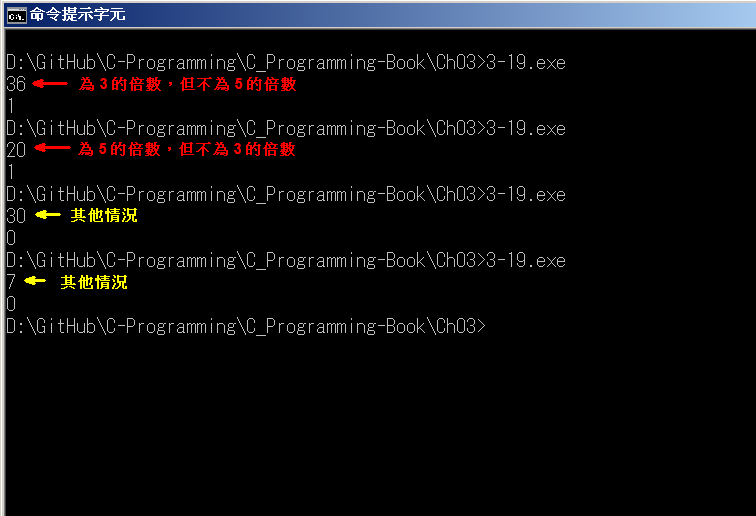 命令提示字元
D:\GitHub\C-Programming\C_Programming-Book\Ch03>3-19.exe
36 為 3 的倍數，但不為 5 的倍數
1
D:\GitHub\C-Programming\C_Programming-Book\Ch03>3-19.exe
20 為 5 的倍數，但不為 3 的倍數
1
D:\GitHub\C-Programming\C_Programming-Book\Ch03>3-19.exe
30 其他情況
0
D:\GitHub\C-Programming\C_Programming-Book\Ch03>3-19.exe
7 其他情況
0
D:\GitHub\C-Programming\C_Programming-Book\Ch03>